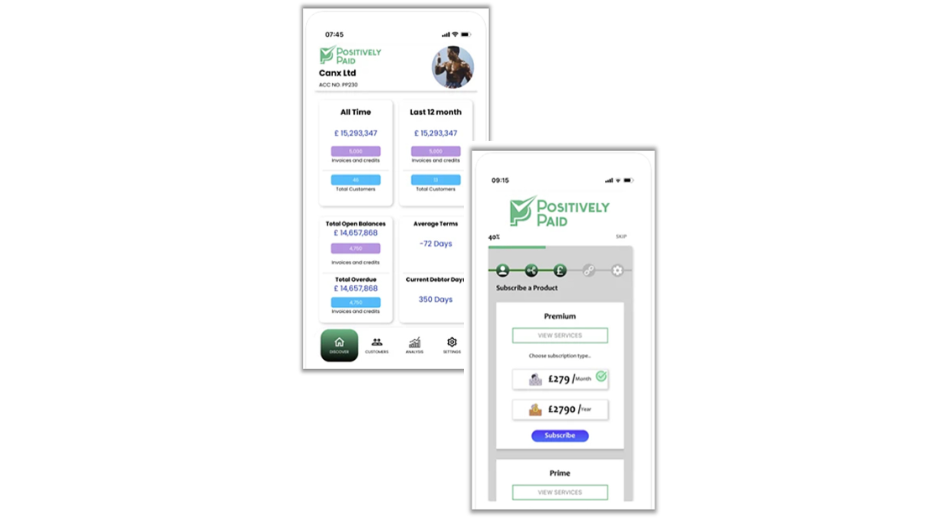 07:45
POSITIVELY
PAID
Canx Ltd
ACC NO. PP230
All Time
£ 15,293,347
5,000
Invoices and credits
Total Customers
Last 12 month
£ 15,293,347
5,000
Invoices and credits
Total Customers
Total Open Balances
£ 14,657,868
4,750
Invoices and credits
Total Overdue
£ 14,657,868
4,750
Invoices and credits
Average Terms
-72 Days
Current Debtor Days
350 Days
DISCOVER
CUSTOMERS
ANALYSIS
SETTINGS
09:15
POSITIVELY
PAID
40%
SKIP
£
Subscribe a Product
Premium
VIEW SERVICES
Choose subscription type..
£279 /Month
£2790 /Year
Subscribe
Prime
VIEW SERVICES